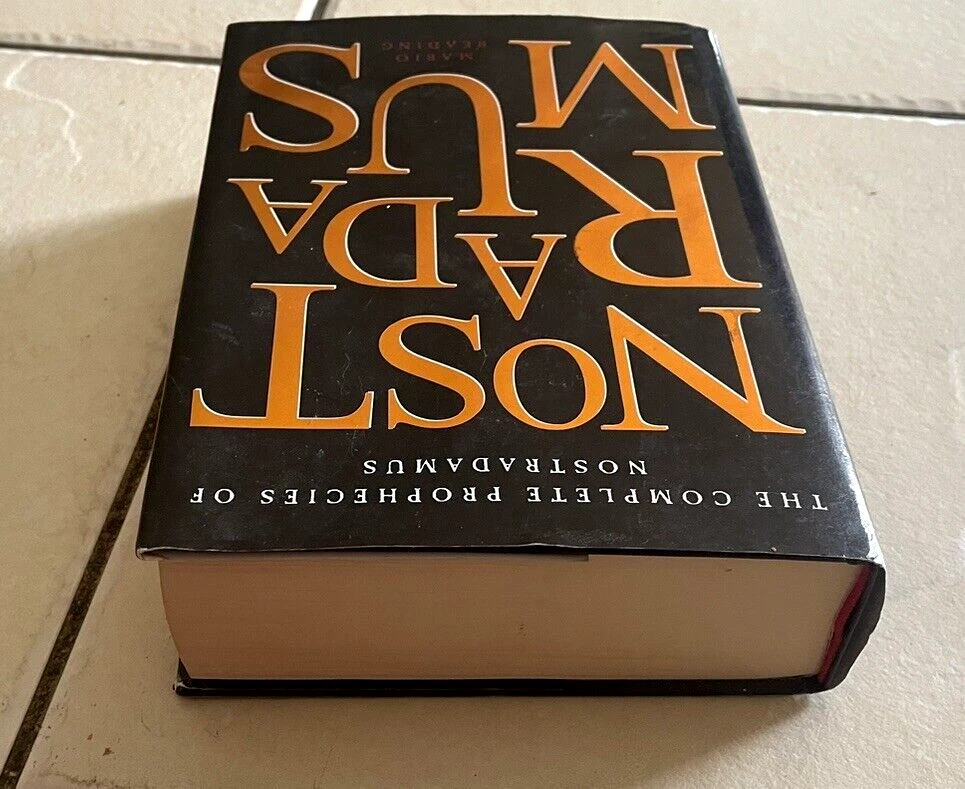 THE COMPLETE PROPHECIES OF
NOSTRADAMUS
NOST
RADA
MUS
MARIO
READING